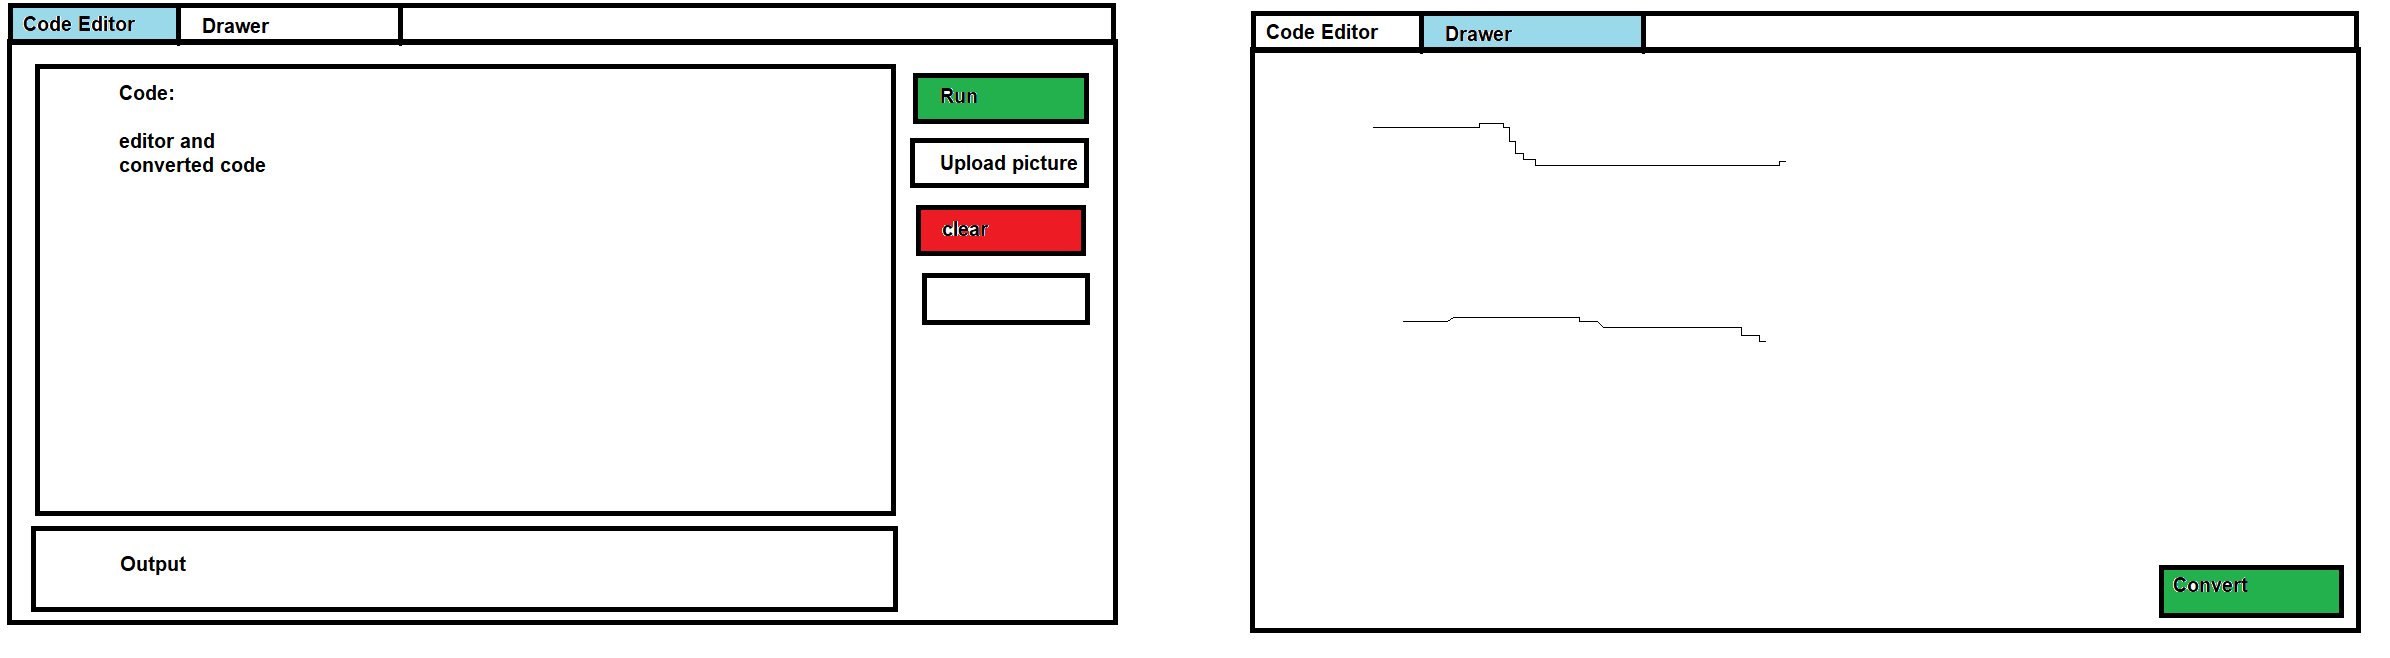 Code Editor
Drawer
Code:
editor and
converted code
Run
Upload picture
clear
Output
Code Editor
Drawer
Convert